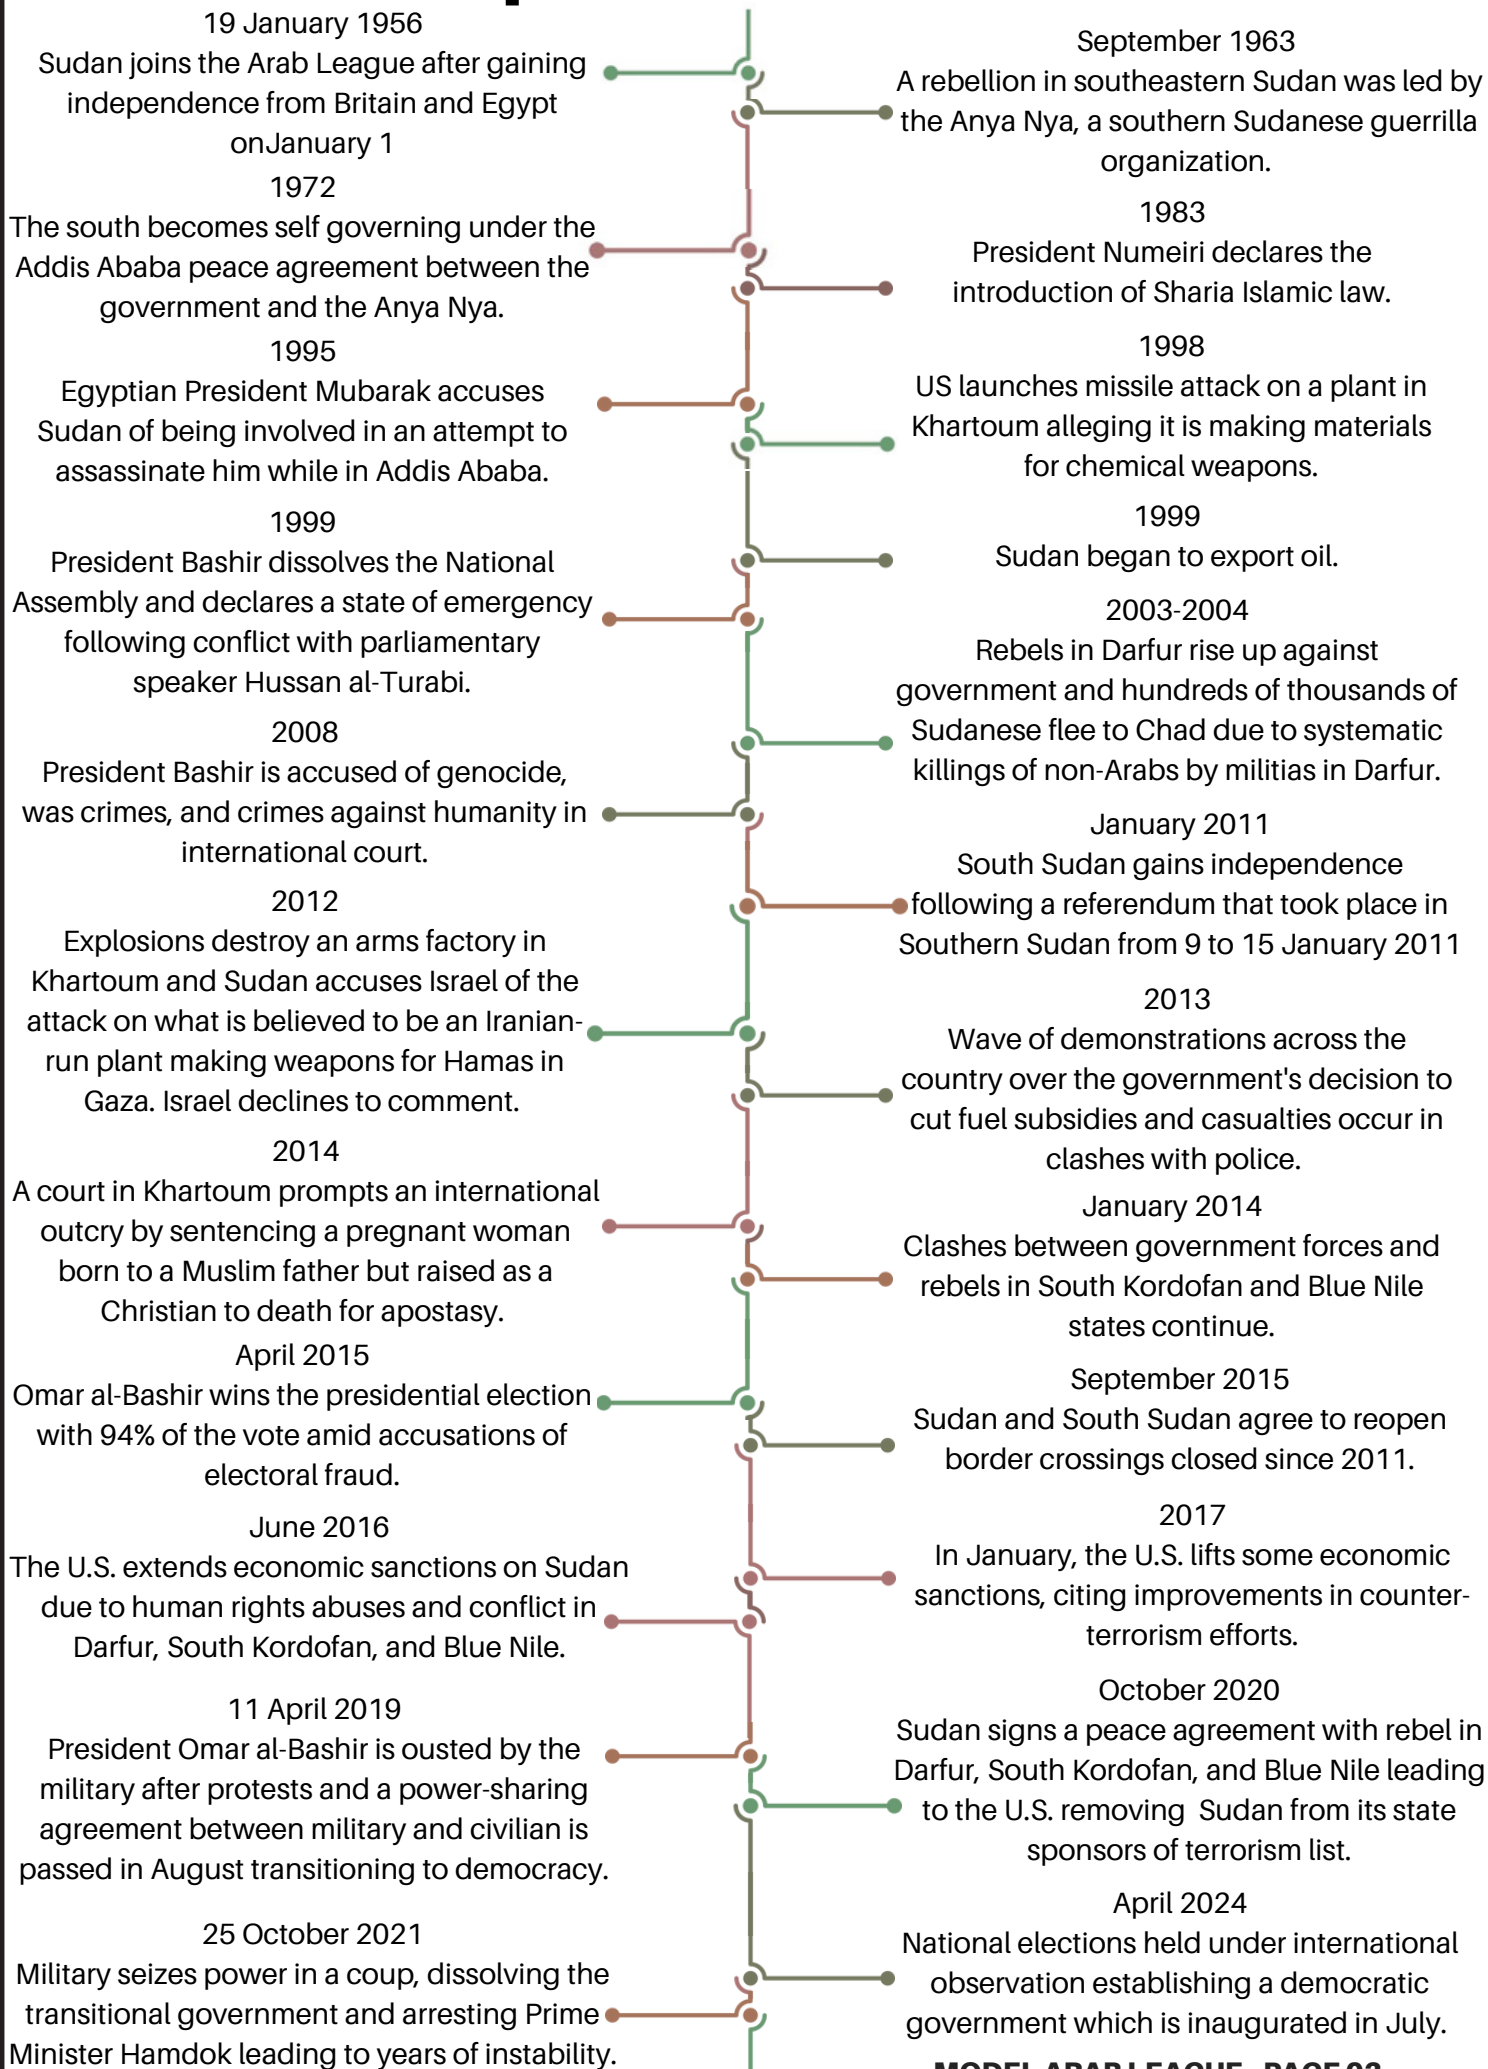 19 January 1956
Sudan joins the Arab League after gaining
independence from Britain and Egypt
onJanuary 1
September 1963
A rebellion in southeastern Sudan was led by
the Anya Nya, a southern Sudanese guerrilla
organization.
1972
The south becomes self governing under the
Addis Ababa peace agreement between the
government and the Anya Nya.
1983
President Numeiri declares the
introduction of Sharia Islamic law.
1995
Egyptian President Mubarak accuses
Sudan of being involved in an attempt to
assassinate him while in Addis Ababa.
1998
US launches missile attack on a plant in
Khartoum alleging it is making materials
for chemical weapons.
1999
Sudan began to export oil.
1999
President Bashir dissolves the National
Assembly and declares a state of emergency
following conflict with parliamentary
speaker Hussan al-Turabi.
2003-2004
Rebels in Darfur rise up against
government and hundreds of thousands of
Sudanese flee to Chad due to systematic
killings of non-Arabs by militias in Darfur.
2008
President Bashir is accused of genocide,
was crimes, and crimes against humanity in
international court.
January 2011
South Sudan gains independence
following a referendum that took place in
Southern Sudan from 9 to 15 January 2011
2012
Explosions destroy an arms factory in
Khartoum and Sudan accuses Israel of the
attack on what is believed to be an Iranian-
run plant making weapons for Hamas in
Gaza. Israel declines to comment.
2013
Wave of demonstrations across the
country over the government's decision to
cut fuel subsidies and casualties occur in
clashes with police.
2014
A court in Khartoum prompts an international
outcry by sentencing a pregnant woman
born to a Muslim father but raised as a
Christian to death for apostasy.
January 2014
Clashes between government forces and
rebels in South Kordofan and Blue Nile
states continue.
April 2015
Omar al-Bashir wins the presidential election
with 94% of the vote amid accusations of
electoral fraud.
September 2015
Sudan and South Sudan agree to reopen
border crossings closed since 2011.
June 2016
The U.S. extends economic sanctions on Sudan
due to human rights abuses and conflict in
Darfur, South Kordofan, and Blue Nile.
2017
In January, the U.S. lifts some economic
sanctions, citing improvements in counter-
terrorism efforts.
11 April 2019
President Omar al-Bashir is ousted by the
military after protests and a power-sharing
agreement between military and civilian is
passed in August transitioning to democracy.
October 2020
Sudan signs a peace agreement with rebel in
Darfur, South Kordofan, and Blue Nile leading
to the U.S. removing Sudan from its state
sponsors of terrorism list.
25 October 2021
Military seizes power in a coup, dissolving the
transitional government and arresting Prime
Minister Hamdok leading to years of instability.
April 2024
National elections held under international
observation establishing a democratic
government which is inaugurated in July.
MODEL ARAB LEAGUE PAGE